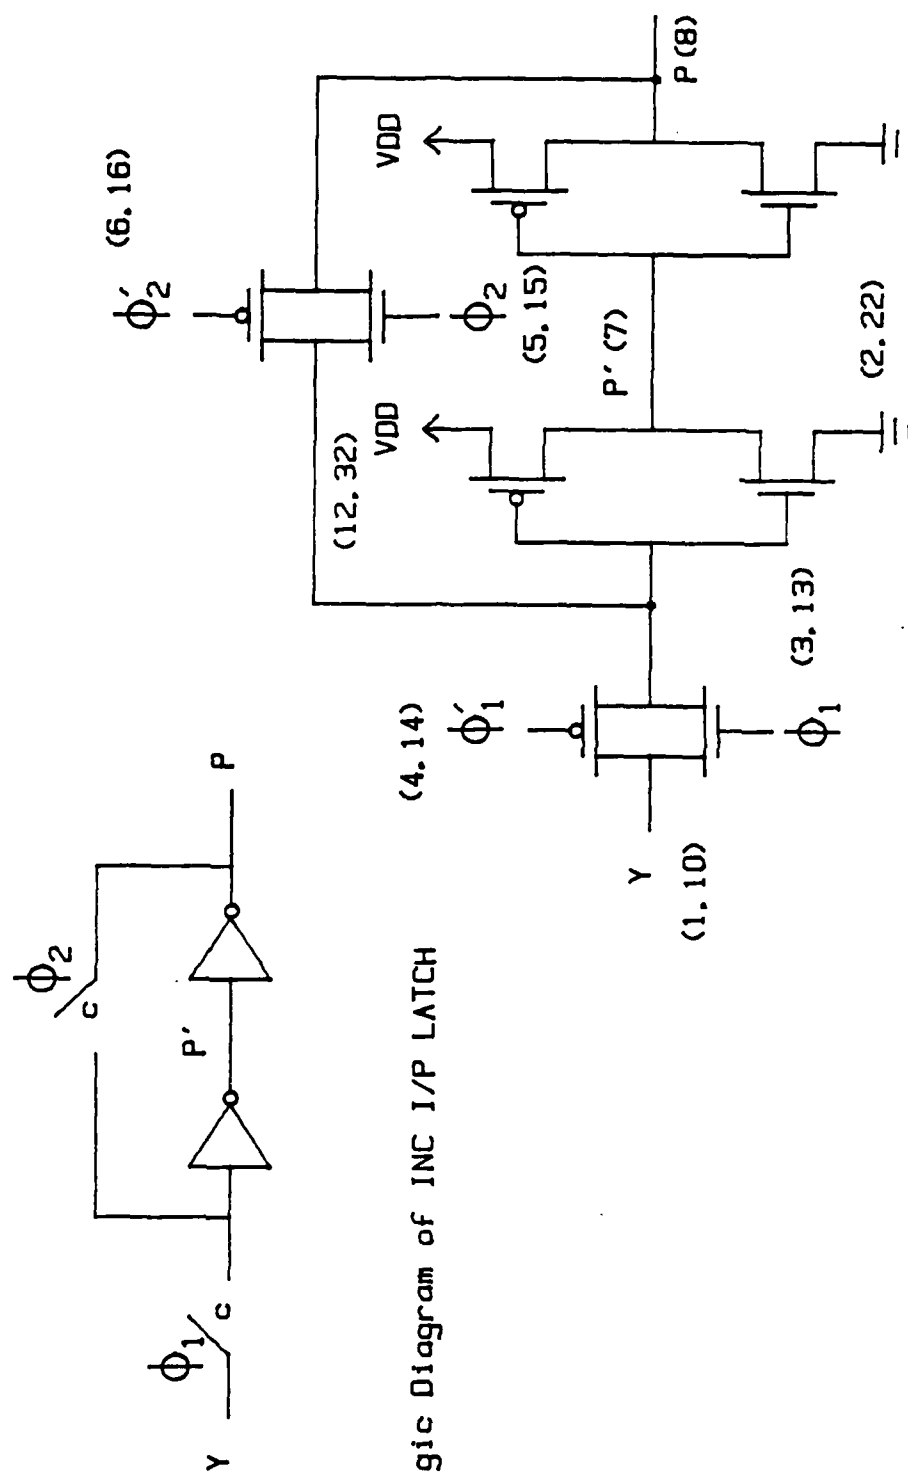 Y
ϕ1
c
c
ϕ2
P'
P
gic Diagram of INC I/P LATCH
Y
(1,10)
(4,14)
ϕ'1
ϕ1
(3,13)
(12,32)
VDD
P'(7)
(2,22)
ϕ'2
(6,16)
ϕ2
(5,15)
VDD
P(8)